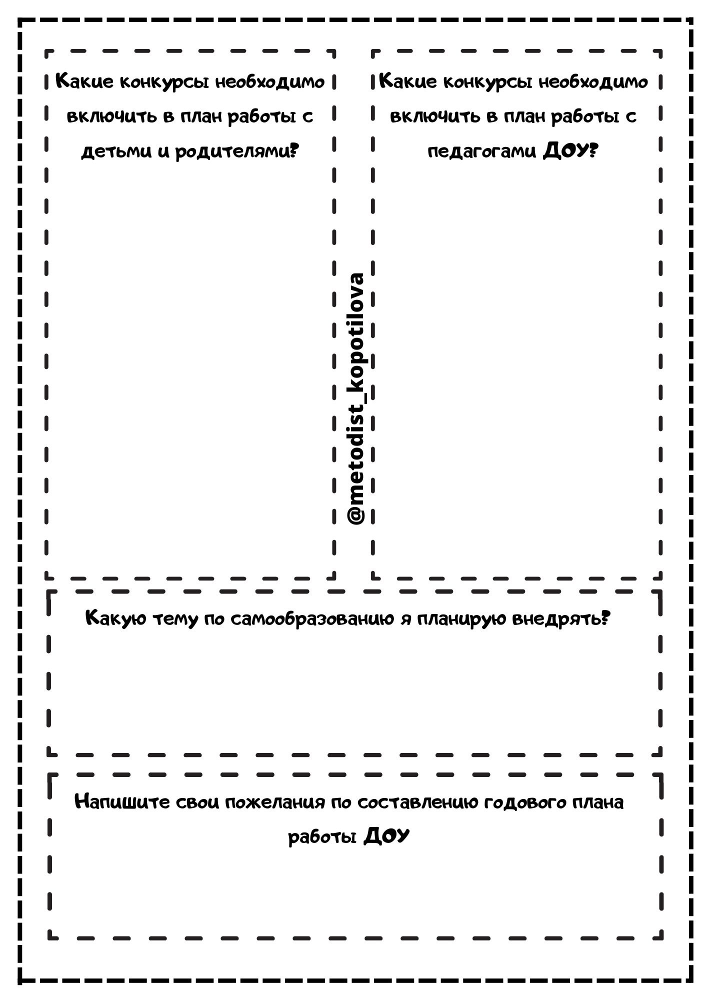 Какие конкурсы необходимо
включить в план работы с
детьми и родителями?
Какие конкурсы необходимо
включить в план работы с
педагогами ДОУ?
@metodist_kopotilova
Какую тему по самообразованию я планирую внедрять?
Напишите свои пожелания по составлению годового плана
работы ДОУ